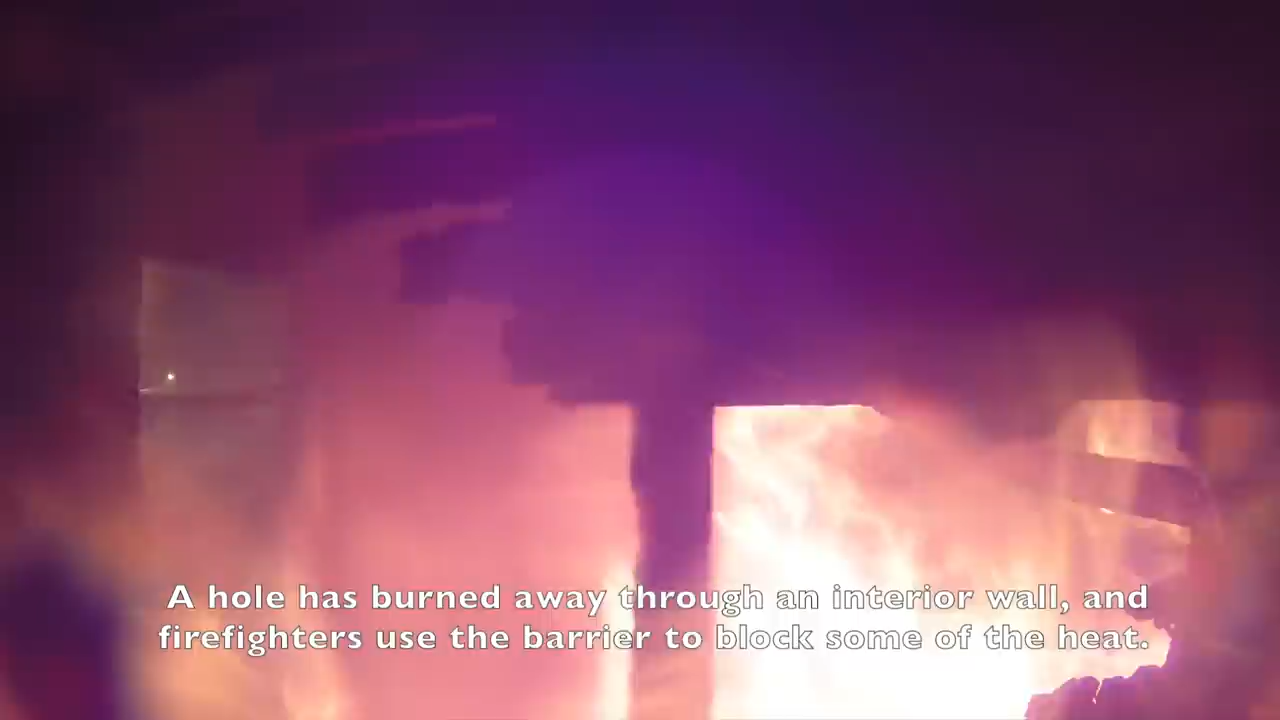 A hole has burned away through an interior wall, and
firefighters use the barrier to block some of the heat.